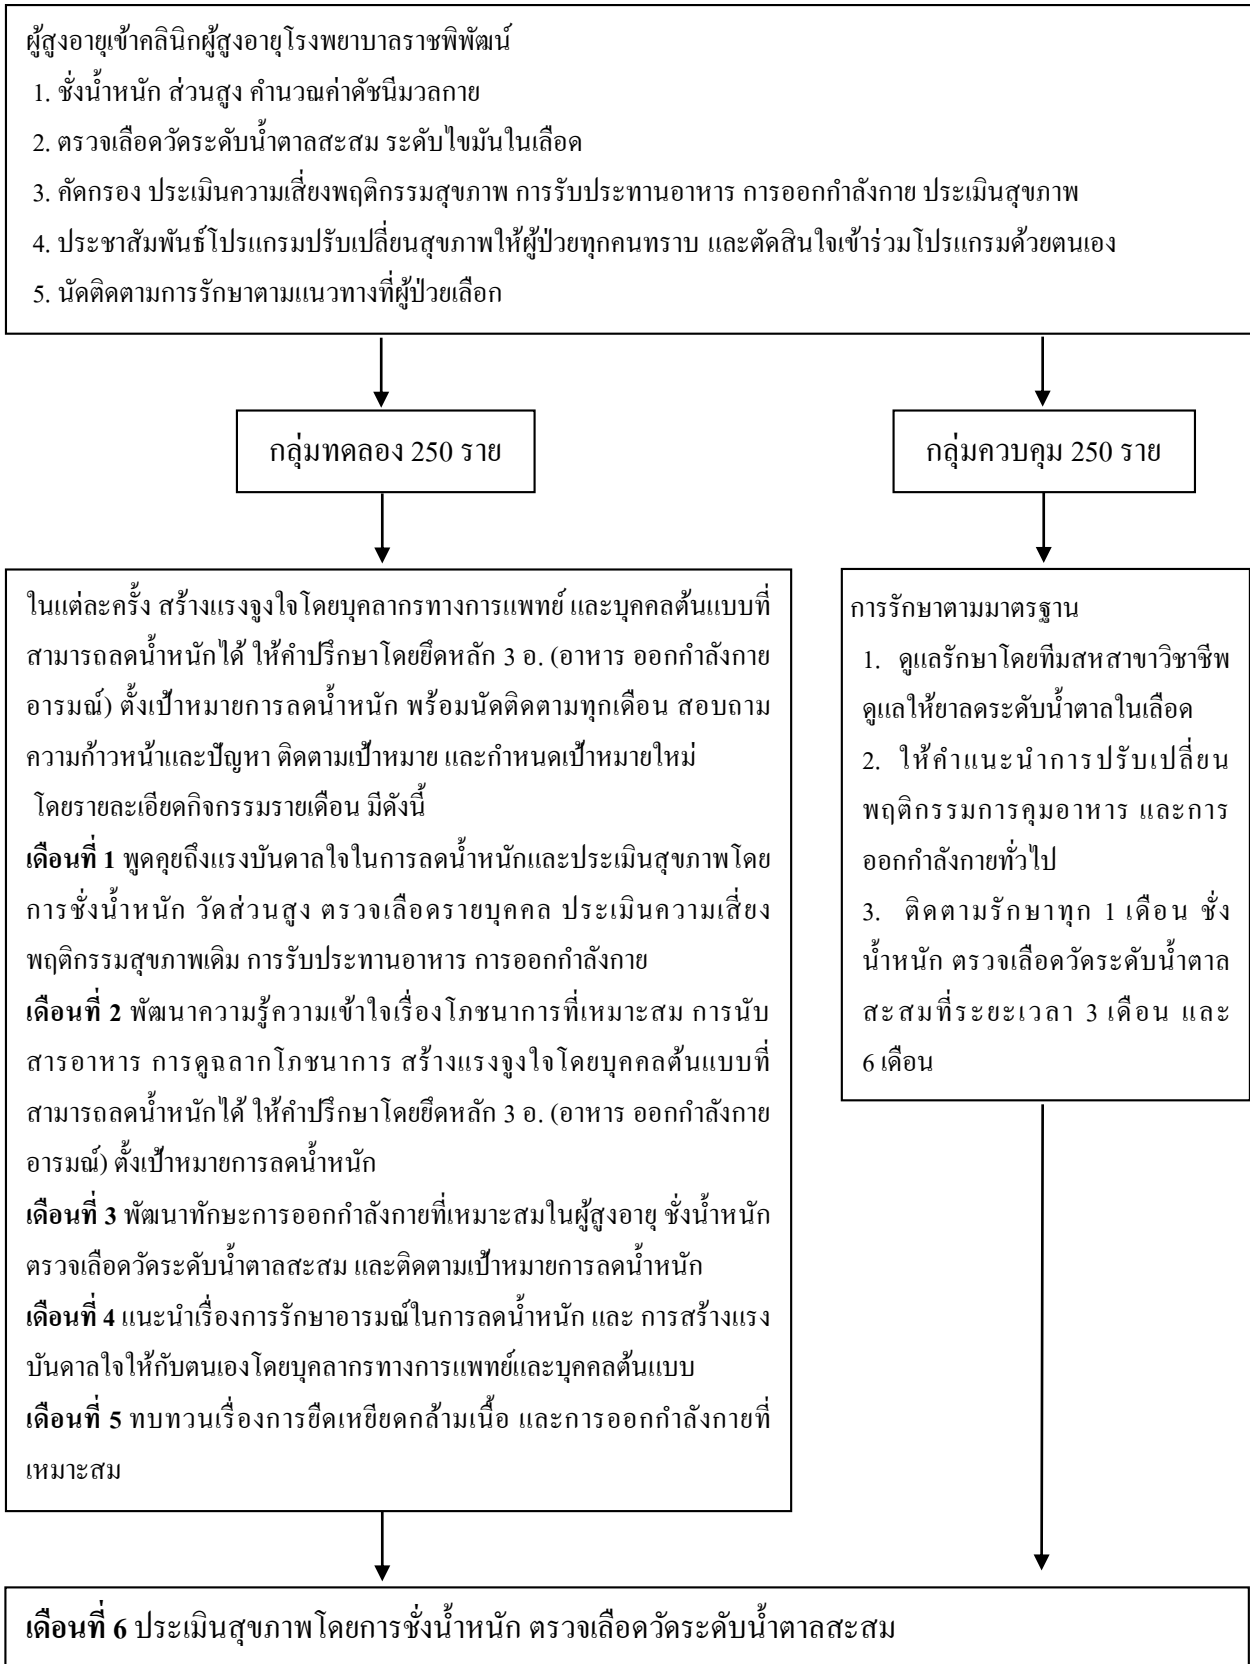 ผู้สูงอายุเข้าคลินิกผู้สูงอายุโรงพยาบาลราชพิพัฒน์
1. ชั่งน้ำหนัก ส่วนสูง คำนวณค่าดัชนีมวลกาย
2. ตรวจเลือดวัดระดับน้ำตาลสะสม ระดับไขมันในเลือด
3. คัดกรอง ประเมินความเสี่ยงพฤติกรรมสุขภาพ การรับประทานอาหาร การออกกำลังกาย ประเมินสุขภาพ
4. ประชาสัมพันธ์โปรแกรมปรับเปลี่ยนสุขภาพให้ผู้ป่วยทุกคนทราบ และตัดสินใจเข้าร่วมโปรแกรมด้วยตนเอง
5. นัดติดตามการรักษาตามแนวทางที่ผู้ป่วยเลือก
กลุ่มทดลอง 250 ราย
กลุ่มควบคุม 250 ราย
ในแต่ละครั้ง สร้างแรงจูงใจโดยบุคลากรทางการแพทย์ และบุคคลต้นแบบที่
สามารถลดน้ำหนักได้ ให้คำปรึกษาโดยยึดหลัก 3 อ. (อาหาร ออกกำลังกาย
อารมณ์) ตั้งเป้าหมายการลดน้ำหนัก พร้อมนัดติดตามทุกเดือน สอบถาม
ความก้าวหน้าและปัญหา ติดตามเป้าหมาย และกำหนดเป้าหมายใหม่
โดยรายละเอียดกิจกรรมรายเดือน มีดังนี้
เดือนที่ 1 พูดคุยถึงแรงบันดาลใจในการลดน้ำหนักและประเมินสุขภาพโดย
การชั่งน้ำหนัก วัดส่วนสูง ตรวจเลือดรายบุคคล ประเมินความเสี่ยง
พฤติกรรมสุขภาพเดิม การรับประทานอาหาร การออกกำลังกาย
เดือนที่ 2 พัฒนาความรู้ความเข้าใจเรื่องโภชนาการที่เหมาะสม การนับ
สารอาหาร การดูฉลากโภชนาการ สร้างแรงจูงใจโดยบุคคลต้นแบบที่
สามารถลดน้ำหนักได้ ให้คำปรึกษาโดยยึดหลัก 3 อ. (อาหาร ออกกำลังกาย
อารมณ์) ตั้งเป้าหมายการลดน้ำหนัก
เดือนที่ 3 พัฒนาทักษะการออกกำลังกายที่เหมาะสมในผู้สูงอายุ ชั่งน้ำหนัก
ตรวจเลือดวัดระดับน้ำตาลสะสม และติดตามเป้าหมายการลดน้ำหนัก
เดือนที่ 4 แนะนำเรื่องการรักษาอารมณ์ในการลดน้ำหนัก และ การสร้างแรง
บันดาลใจให้กับตนเองโดยบุคลากรทางการแพทย์และบุคคลต้นแบบ
เดือนที่ 5 ทบทวนเรื่องการยืดเหยียดกล้ามเนื้อ และการออกกำลังกายที่
เหมาะสม
การรักษาตามมาตรฐาน
1. ดูแลรักษาโดยทีมสหสาขาวิชาชีพ
ดูแลให้ยาลดระดับน้ำตาลในเลือด
2. ให้คำแนะนำการปรับเปลี่ยน
พฤติกรรมการคุมอาหาร และการ
ออกกำลังกายทั่วไป
3. ติดตามรักษาทุก 1 เดือน ชั่ง
น้ำหนัก ตรวจเลือดวัดระดับน้ำตาล
สะสมที่ระยะเวลา 3 เดือน และ
6 เดือน
เดือนที่ 6 ประเมินสุขภาพโดยการชั่งน้ำหนัก ตรวจเลือดวัดระดับน้ำตาลสะสม